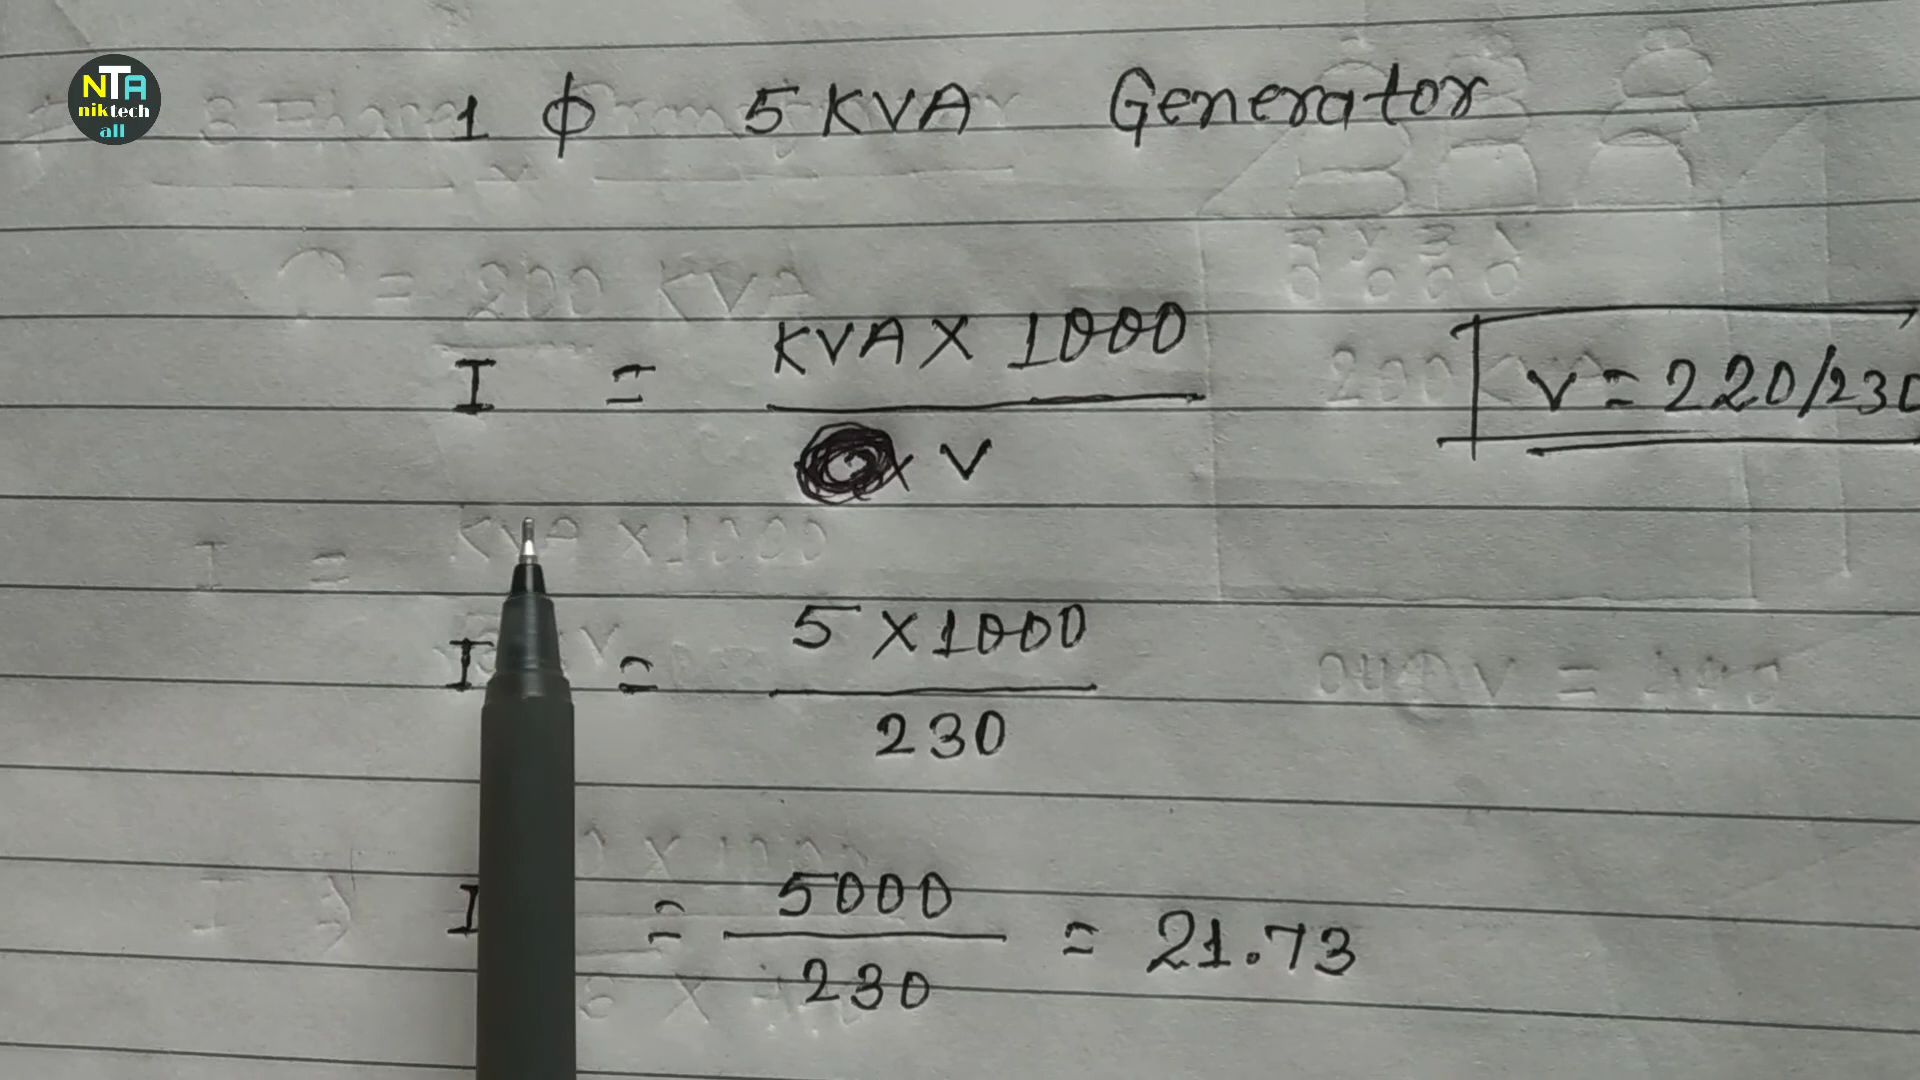 NTA
niktech
all
1 ϕ 5 KVA Generator
I = KVA X 1000
x V
V = 220/230
I = 5 X 1000
230
I = 5000 = 21.73
230